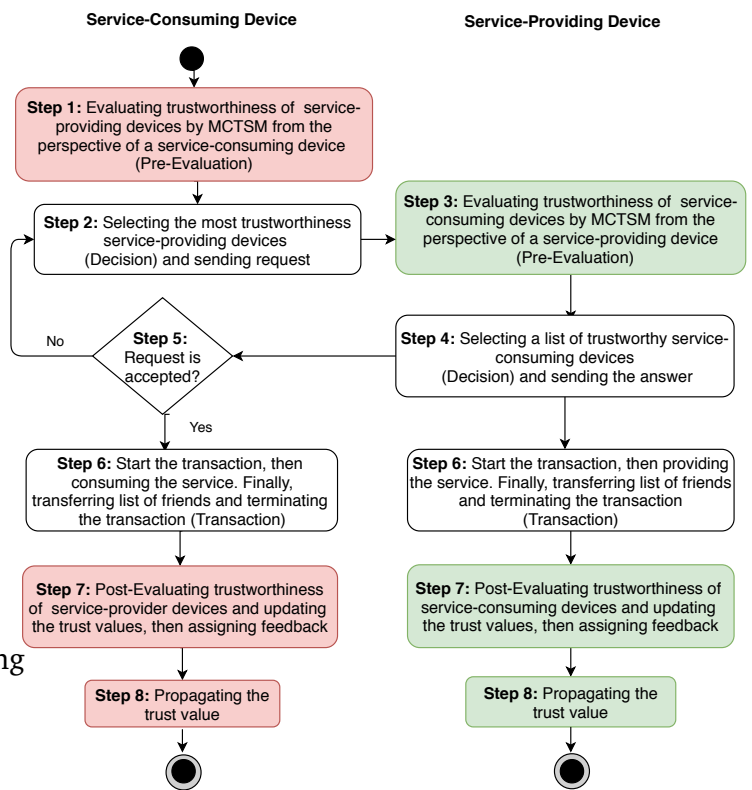 Service-Consuming Device
Service-Providing Device
Step 1: Evaluating trustworthiness of service-
providing devices by MCTSM from the
perspective of a service-consuming device
(Pre-Evaluation)
Step 2: Selecting the most trustworthiness
service-providing devices
(Decision) and sending request
Step 3: Evaluating trustworthiness of service-
consuming devices by MCTSM from the
perspective of a service-providing device
(Pre-Evaluation)
Step 4: Selecting a list of trustworthy service-
consuming devices
(Decision) and sending the answer
Step 5:
Request is
accepted?
No
Yes
Step 6: Start the transaction, then
consuming the service. Finally,
transferring list of friends and terminating
the transaction (Transaction)
Step 6: Start the transaction, then providing
the service. Finally, transferring list of friends
and terminating the transaction
(Transaction)
Step 7: Post-Evaluating trustworthiness
of service-provider devices and updating
the trust values, then assigning feedback
Step 7: Post-Evaluating trustworthiness of
service-consuming devices and updating
the trust values, then assigning feedback
ng
Step 8: Propagating the
trust value
Step 8: Propagating the
trust value